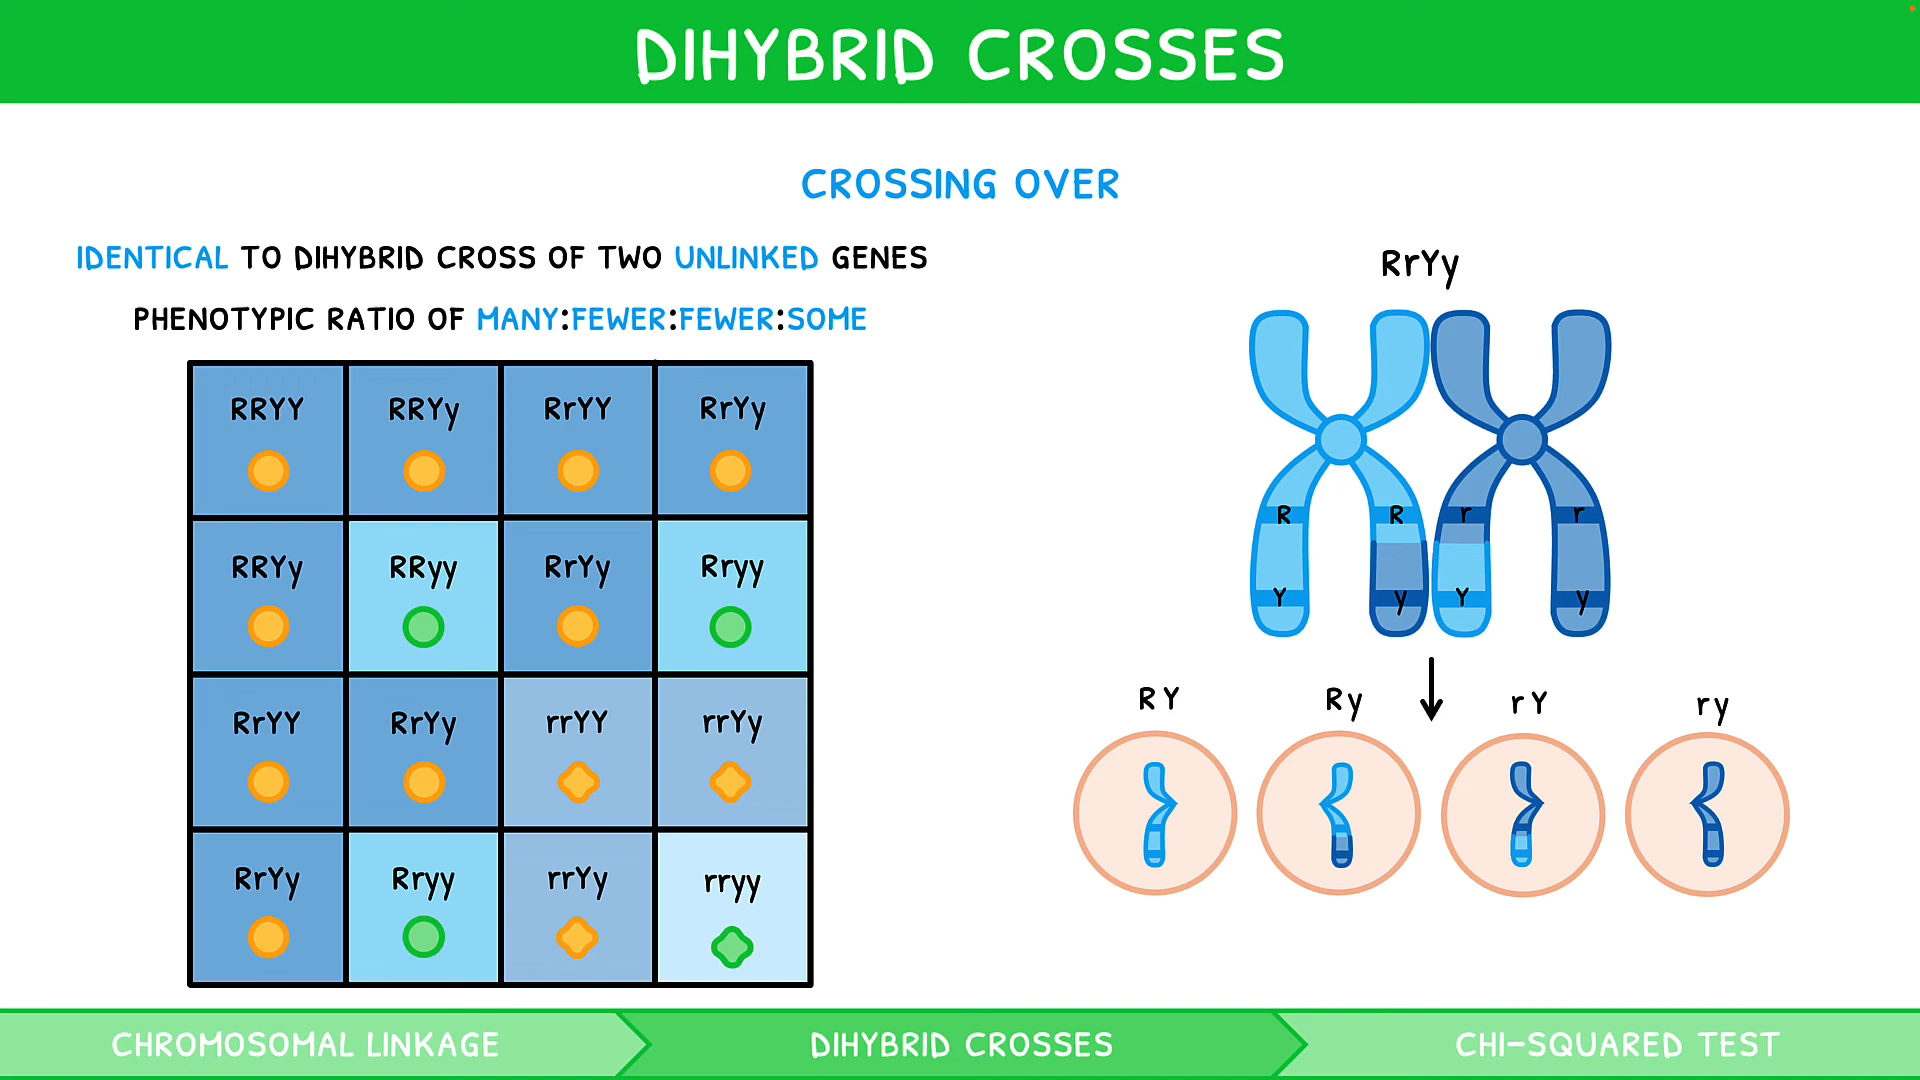 DIHYBRID CROSSES
CROSSING OVER
IDENTICAL TO DIHYBRID CROSS OF TWO UNLINKED GENES
PHENOTYPIC RATIO OF MANY:FEWER:FEWER:SOME
RRYY RRYy RrYY RrYy
RRYy RRyy RrYy Rryy
RrYY RrYy rrYY rrYy
RrYy Rryy rrYy rryy
RrYy
R R r r
Y y Y y
RY Ry rY ry
CHROMOSOMAL LINKAGE
DIHYBRID CROSSES
CHI-SQUARED TEST